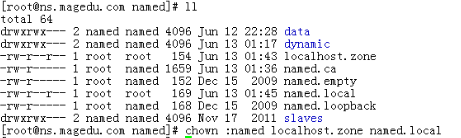 [root@ns.magedu.com named]# ll
total 64
drwxrwx--- 2 named named 4096 Jun 12 22:28 data
drwxrwx--- 2 named named 4096 Jun 13 01:17 dynamic
-rw-r--r-- 1 root root 154 Jun 13 01:43 localhost.zone
-rw-r----- 1 root named 1659 Jun 13 01:36 named.ca
-rw-r----- 1 root named 152 Dec 15 2009 named.empty
-rw-r----- 1 root root 169 Jun 13 01:45 named.local
-rw-r----- 1 root named 168 Dec 15 2009 named.loopback
drwxrwx--- 2 named named 4096 Nov 17 2011 slaves
[root@ns.magedu.com named]# chown :named localhost.zone named.local